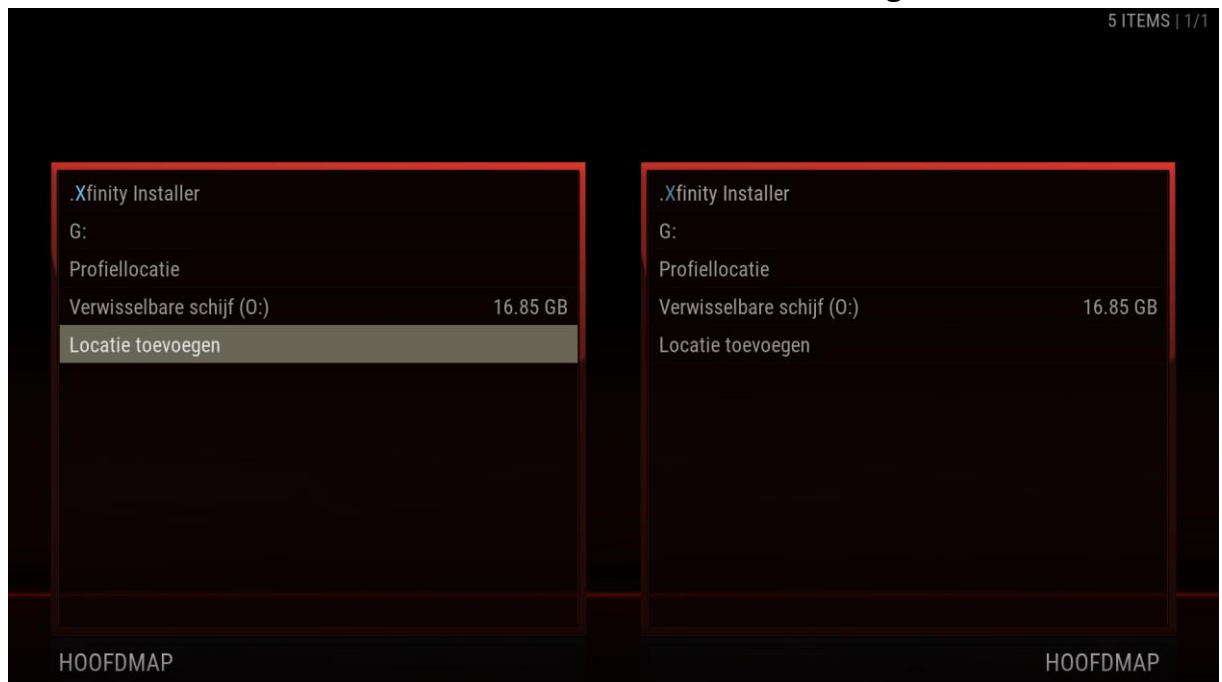 5 ITEMS | 1/1
.Xfinity Installer
G:
Profiellocatie
Verwisselbare schijf (O:) 16.85 GB
Locatie toevoegen
HOOFDMAP
.Xfinity Installer
G:
Profiellocatie
Verwisselbare schijf (O:) 16.85 GB
Locatie toevoegen
HOOFDMAP